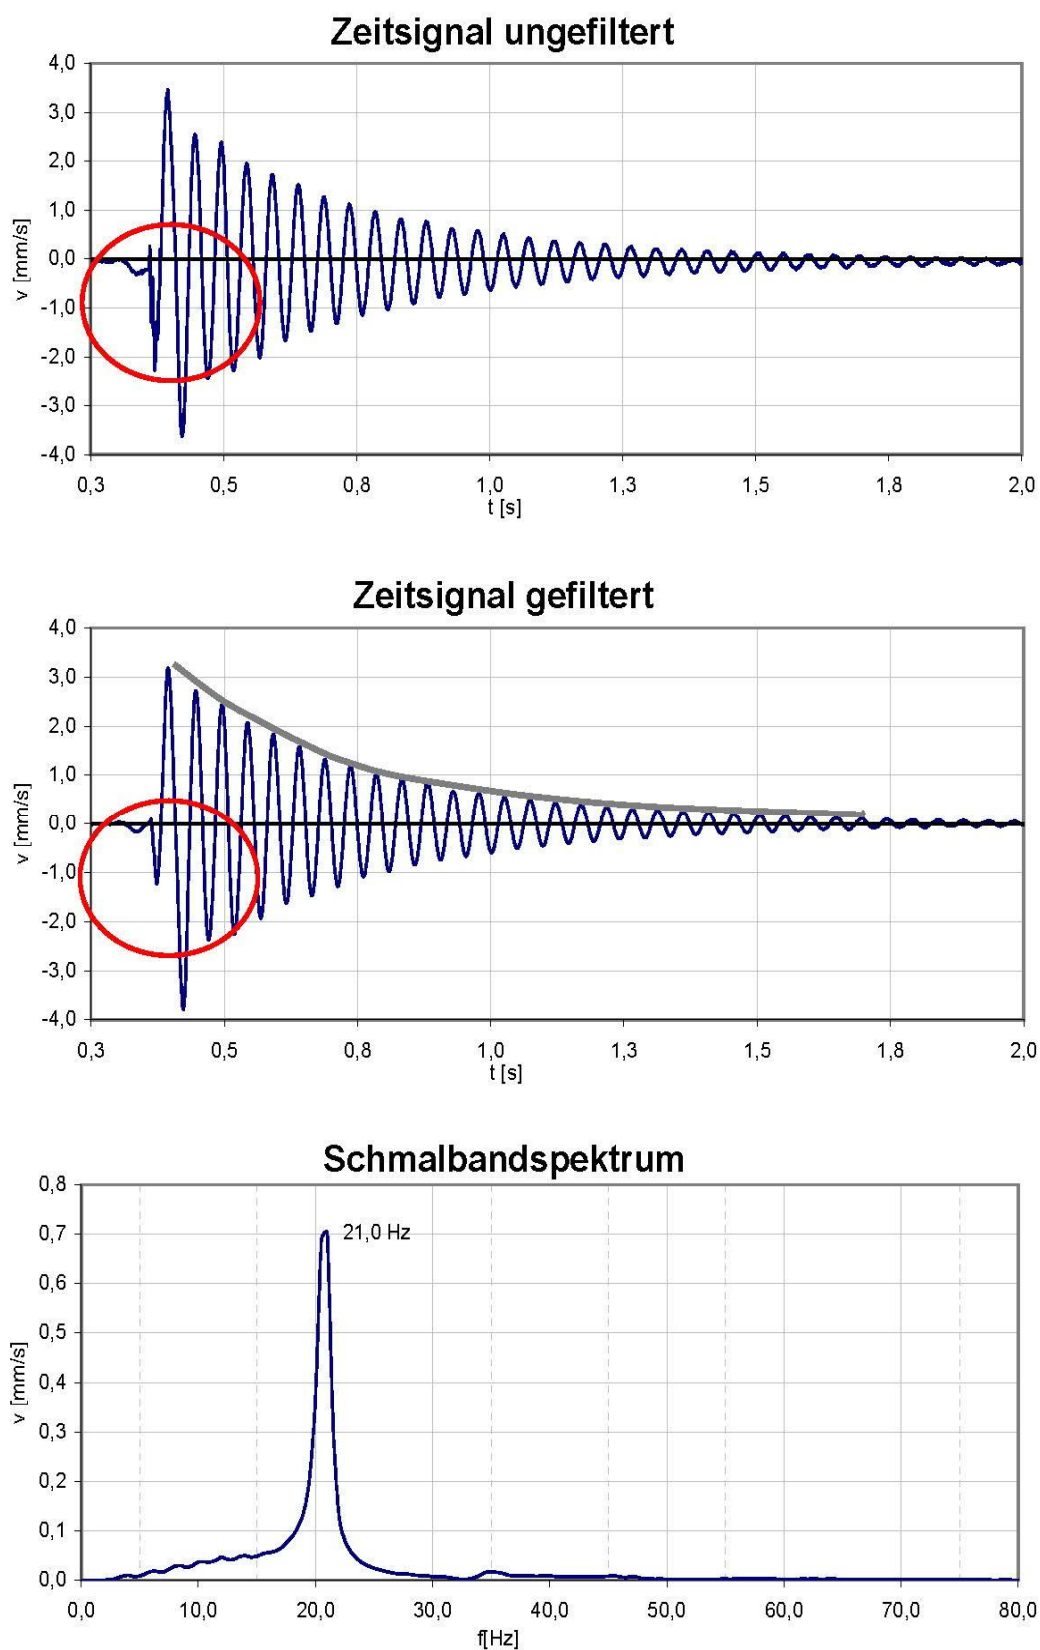 Zeitsignal ungefiltert
4,0
3,0
2,0
1,0
0,0
-1,0
-2,0
-3,0
-4,0
v [mm/s]
0,3 0,5 0,8 1,0 1,3 1,5 1,8 2,0
t [s]
Zeitsignal gefiltert
4,0
3,0
2,0
1,0
0,0
-1,0
-2,0
-3,0
-4,0
v [mm/s]
0,3 0,5 0,8 1,0 1,3 1,5 1,8 2,0
t [s]
Schmalbandspektrum
0,8
0,7
0,6
0,5
0,4
0,3
0,2
0,1
0,0
v [mm/s]
21,0 Hz
0,0 10,0 20,0 30,0 40,0 50,0 60,0 70,0 80,0
f[Hz]